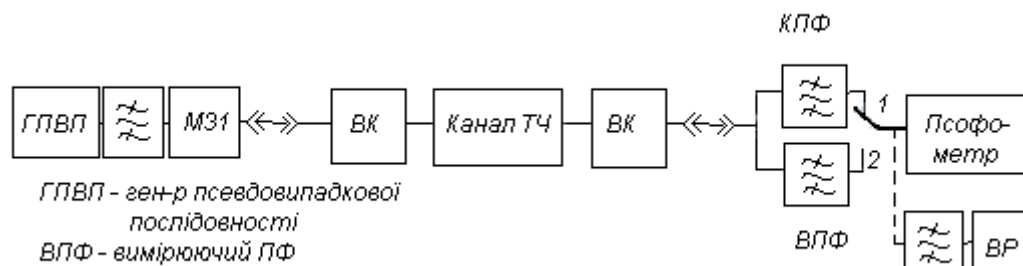 КПФ
ГПВП МЗ1 ВК Канал ТЧ ВК 1 Псофо-
метр
2
ГПВП - ген-р псевдовипадкової
послідовності
ВПФ - вимірюючий ПФ
ВПФ
ВР